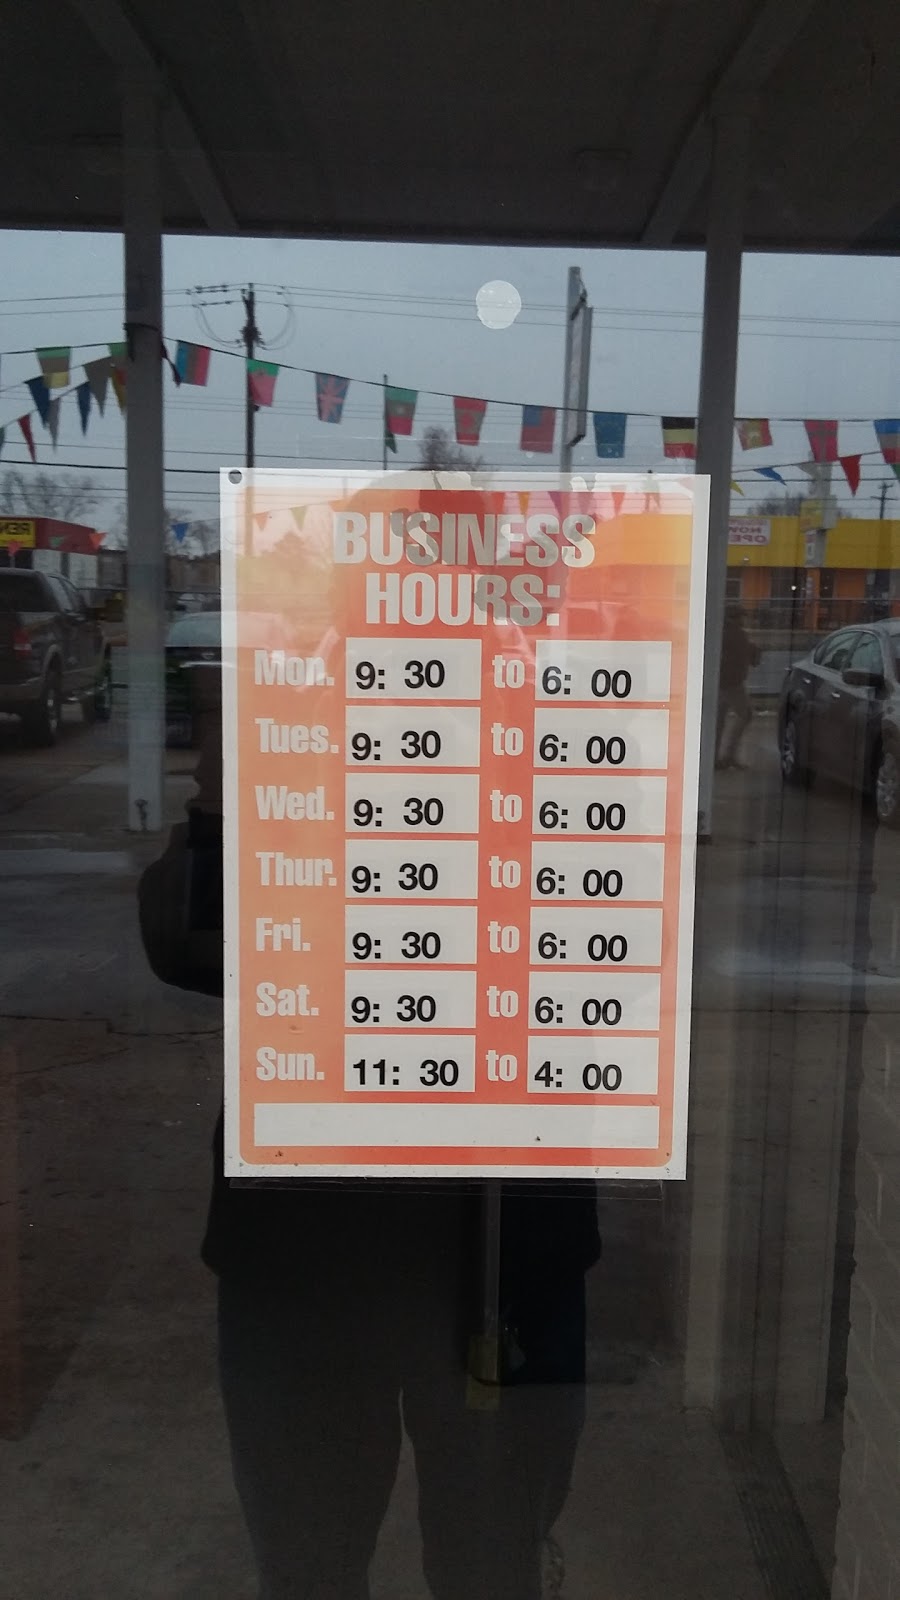 BUSINESS
HOURS:
Mon. 9: 30 to 6: 00
Tues. 9: 30 to 6: 00
Wed. 9: 30 to 6: 00
Thur. 9: 30 to 6: 00
Fri. 9: 30 to 6: 00
Sat. 9: 30 to 6: 00
Sun. 11: 30 to 4: 00
NOW
OPEN